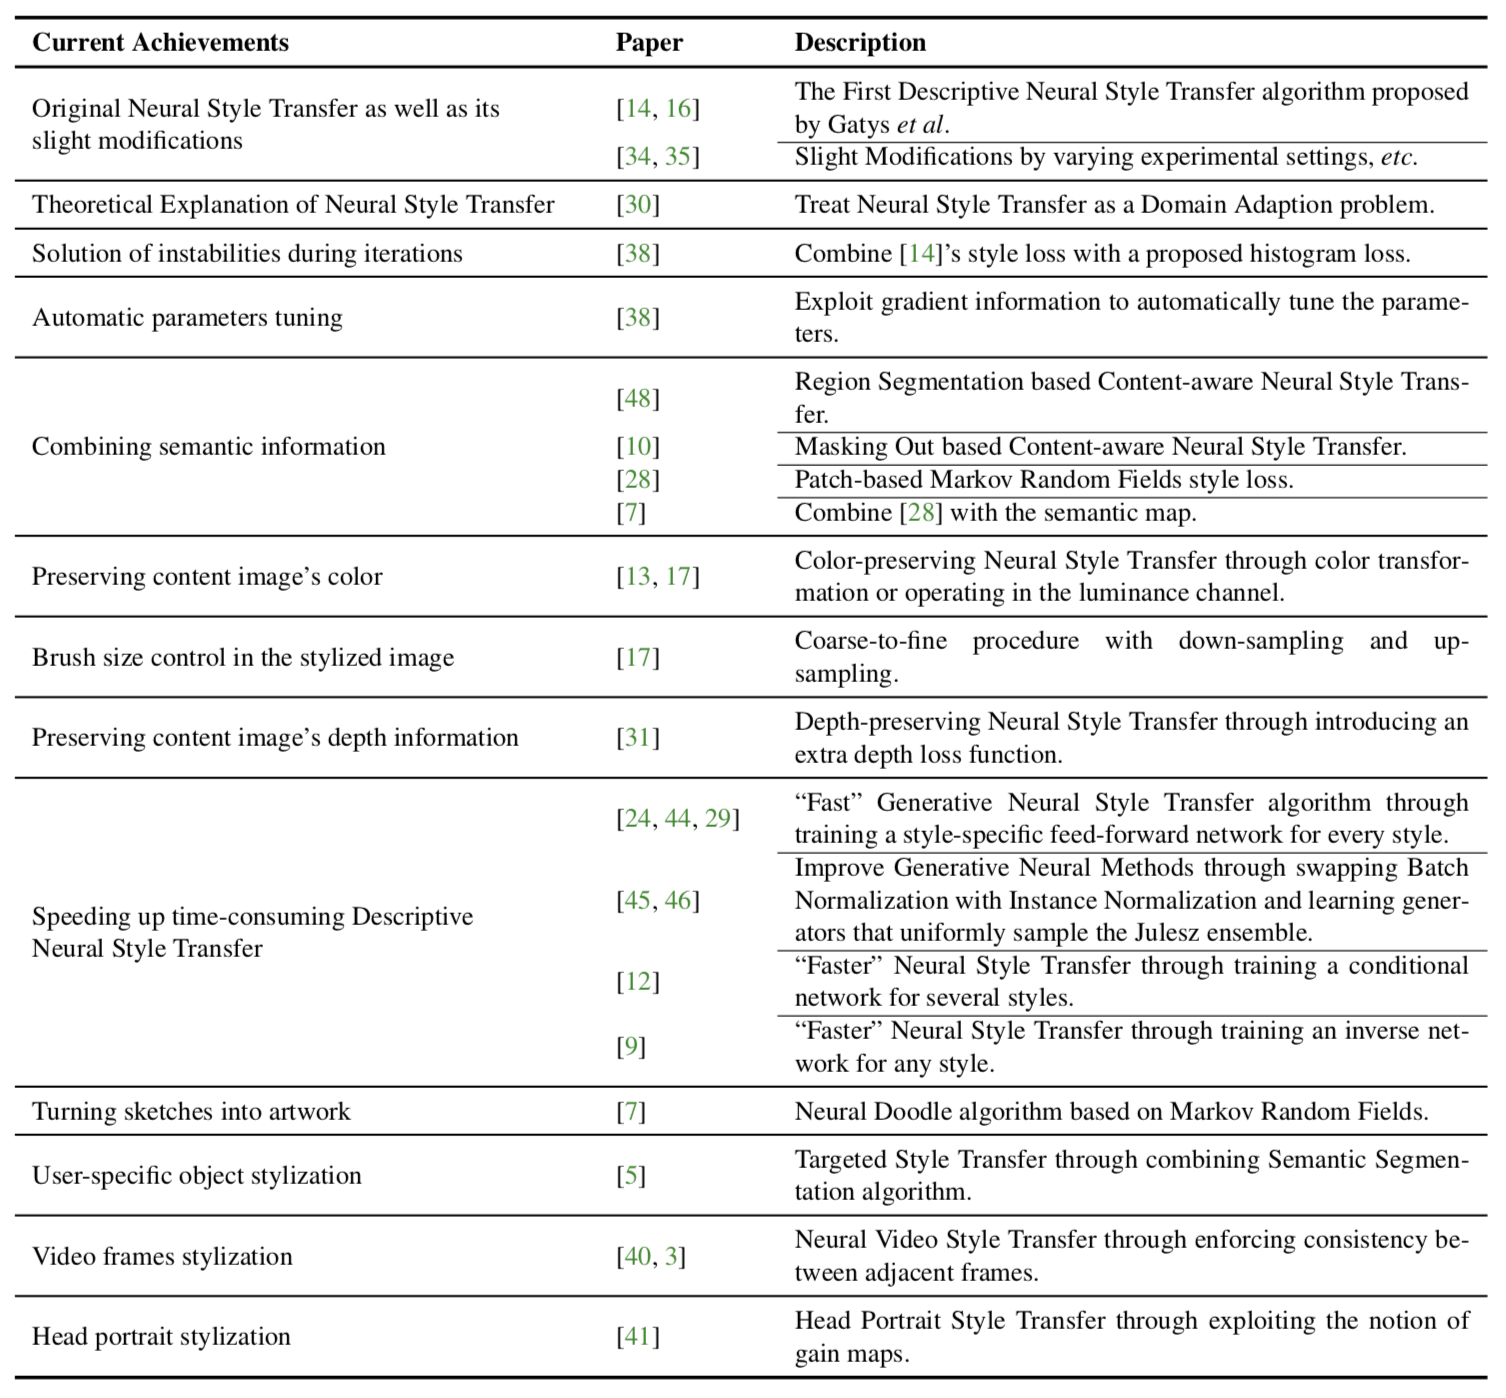 Current Achievements Paper Description
Original Neural Style Transfer as well as its
slight modifications
[14, 16]
The First Descriptive Neural Style Transfer algorithm proposed
by Gatys et al.
[34, 35] Slight Modifications by varying experimental settings, etc.
Theoretical Explanation of Neural Style Transfer [30] Treat Neural Style Transfer as a Domain Adaption problem.
Solution of instabilities during iterations [38] Combine [14]’s style loss with a proposed histogram loss.
Automatic parameters tuning [38]
Exploit gradient information to automatically tune the parame-
ters.
Combining semantic information
[48]
Region Segmentation based Content-aware Neural Style Trans-
fer.
[10] Masking Out based Content-aware Neural Style Transfer.
[28] Patch-based Markov Random Fields style loss.
[7] Combine [28] with the semantic map.
Preserving content image’s color [13, 17]
Color-preserving Neural Style Transfer through color transfor-
mation or operating in the luminance channel.
Brush size control in the stylized image [17]
Coarse-to-fine procedure with down-sampling and up-
sampling.
Preserving content image’s depth information [31]
Depth-preserving Neural Style Transfer through introducing an
extra depth loss function.
Speeding up time-consuming Descriptive
Neural Style Transfer
[24, 44, 29]
“Fast” Generative Neural Style Transfer algorithm through
training a style-specific feed-forward network for every style.
[45, 46]
Improve Generative Neural Methods through swapping Batch
Normalization with Instance Normalization and learning gener-
ators that uniformly sample the Julesz ensemble.
[12]
“Faster” Neural Style Transfer through training a conditional
network for several styles.
[9]
“Faster” Neural Style Transfer through training an inverse net-
work for any style.
Turning sketches into artwork [7] Neural Doodle algorithm based on Markov Random Fields.
User-specific object stylization [5]
Targeted Style Transfer through combining Semantic Segmen-
tation algorithm.
Video frames stylization [40, 3]
Neural Video Style Transfer through enforcing consistency be-
tween adjacent frames.
Head portrait stylization [41]
Head Portrait Style Transfer through exploiting the notion of
gain maps.